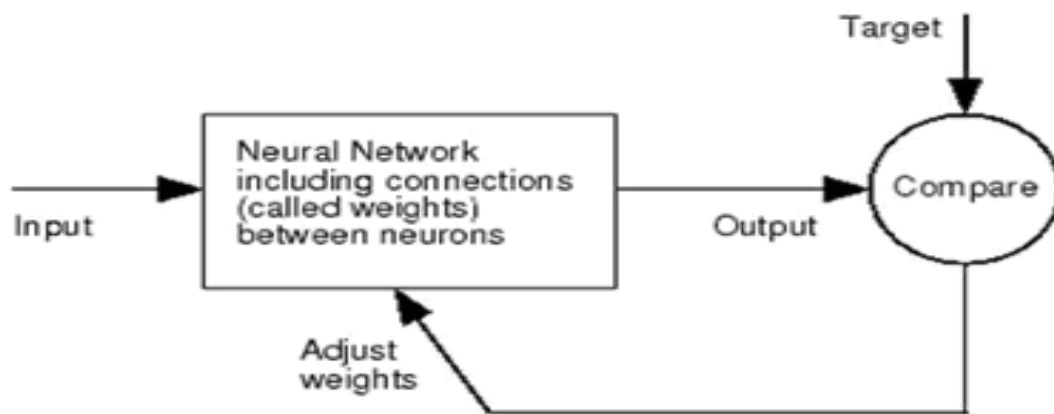 Target
Neural Network
including connections
(called weights)
between neurons
Compare
Input
Output
Adjust
weights